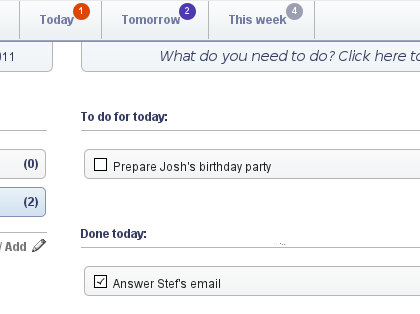 Today 1 Tomorrow 2 This week 4
011 What do you need to do? Click here to
To do for today:
(0)
Prepare Josh's birthday party
(2)
Done today:
/ Add
Answer Stef's email